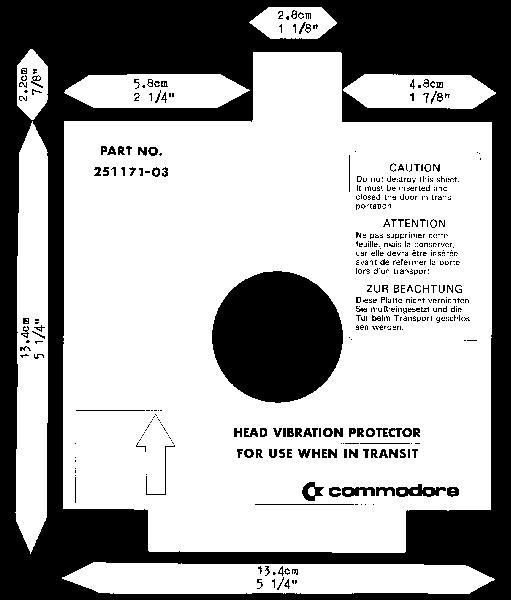 2.8cm
1 1/8"
2.2cm
7/8"
5.8cm
2 1/4"
4.8cm
1 7/8"
PART NO.
251171-03
CAUTION
Do not destroy this sheet.
It must be inserted and
closed the door in trans
portation
ATTENTION
Ne pas supprimer cette
feuille, mais la conserver,
car elle devra être insérée
avant de refermer la porte
lors d'un transport
ZUR BEACHTUNG
Diese Platte nicht vernichten
Sie muß eingesetzt und die
Tür beim Transport geschlos
sen werden.
13.4cm
5 1/4"
HEAD VIBRATION PROTECTOR
FOR USE WHEN IN TRANSIT
commodore
13.4cm
5 1/4"